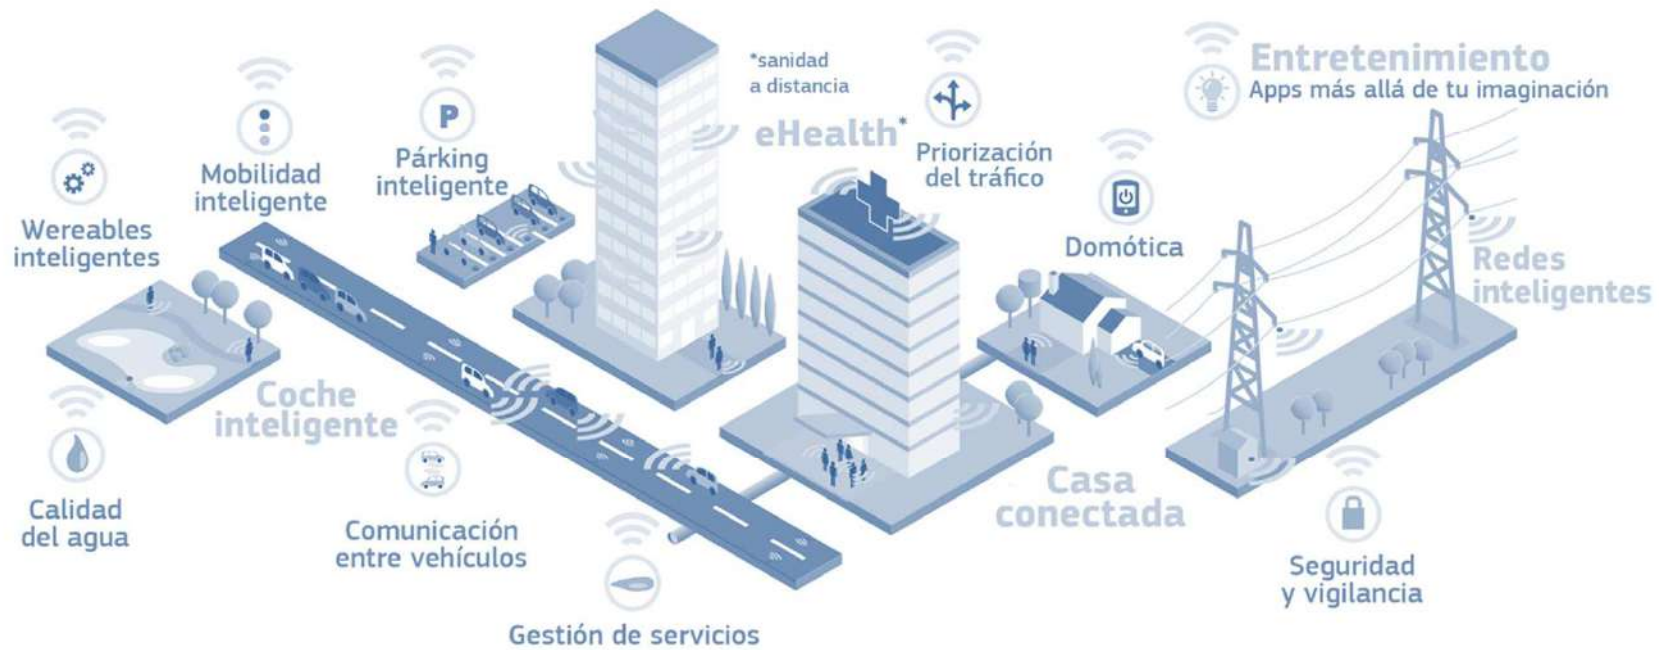 *sanidad
a distancia
eHealth*
Entretenimiento
Apps más allá de tu imaginación
P
Wereables
inteligentes
Mobilidad
inteligente
Párking
inteligente
Priorización
del tráfico
Domótica
Redes
inteligentes
Coche
inteligente
Calidad
del agua
Comunicación
entre vehículos
Gestión de servicios
Casa
conectada
Seguridad
y vigilancia